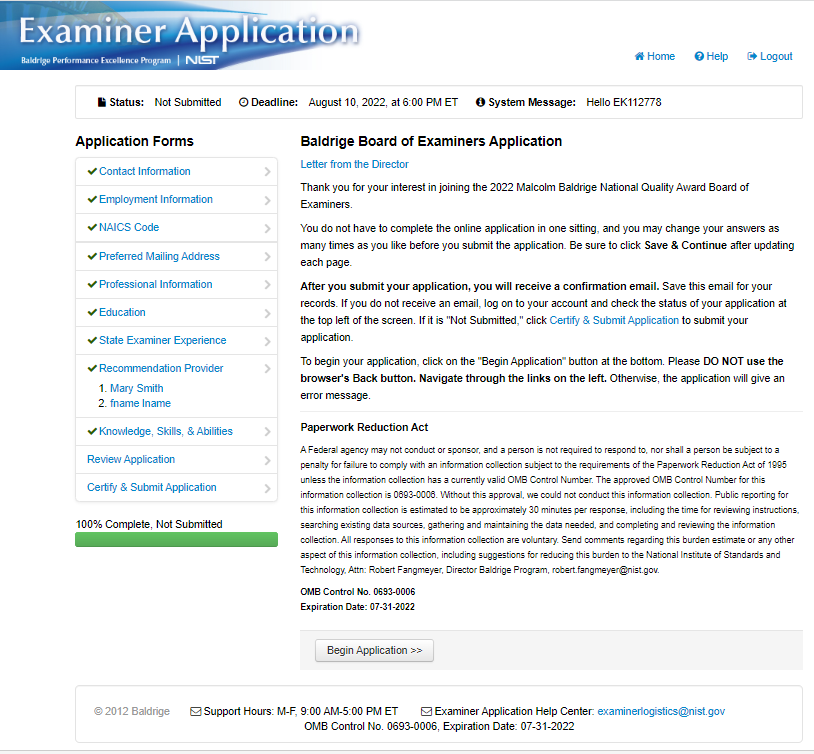 Examiner Application
Baldrige Performance Excellence Program | NIST
Home Help Logout
Status: Not Submitted Deadline: August 10, 2022, at 6:00 PM ET System Message: Hello EK112778
Application Forms
Contact Information
Employment Information
NAICS Code
Preferred Mailing Address
Professional Information
Education
State Examiner Experience
Recommendation Provider
1. Mary Smith
2. fname lname
Knowledge, Skills, & Abilities
Review Application
Certify & Submit Application
100% Complete, Not Submitted
Baldrige Board of Examiners Application
Letter from the Director
Thank you for your interest in joining the 2022 Malcolm Baldrige National Quality Award Board of
Examiners.
You do not have to complete the online application in one sitting, and you may change your answers as
many times as you like before you submit the application. Be sure to click Save & Continue after updating
each page.
After you submit your application, you will receive a confirmation email. Save this email for your
records. If you do not receive an email, log on to your account and check the status of your application at
the top left of the screen. If it is "Not Submitted," click Certify & Submit Application to submit your
application.
To begin your application, click on the "Begin Application" button at the bottom. Please DO NOT use the
browser's Back button. Navigate through the links on the left. Otherwise, the application will give an
error message.
Paperwork Reduction Act
A Federal agency may not conduct or sponsor, and a person is not required to respond to, nor shall a person be subject to a
penalty for failure to comply with an information collection subject to the requirements of the Paperwork Reduction Act of 1995
unless the information collection has a currently valid OMB Control Number. The approved OMB Control Number for this
information collection is 0693-0006. Without this approval, we could not conduct this information collection. Public reporting for
this information collection is estimated to be approximately 30 minutes per response, including the time for reviewing instructions,
searching existing data sources, gathering and maintaining the data needed, and completing and reviewing the information
collection. All responses to this information collection are voluntary. Send comments regarding this burden estimate or any other
aspect of this information collection, including suggestions for reducing this burden to the National Institute of Standards and
Technology, Attn: Robert Fangmeyer, Director Baldrige Program, robert.fangmeyer@nist.gov.
OMB Control No. 0693-0006
Expiration Date: 07-31-2022
Begin Application >>
© 2012 Baldrige Support Hours: M-F, 9:00 AM-5:00 PM ET Examiner Application Help Center: examinerlogistics@nist.gov
OMB Control No. 0693-0006, Expiration Date: 07-31-2022